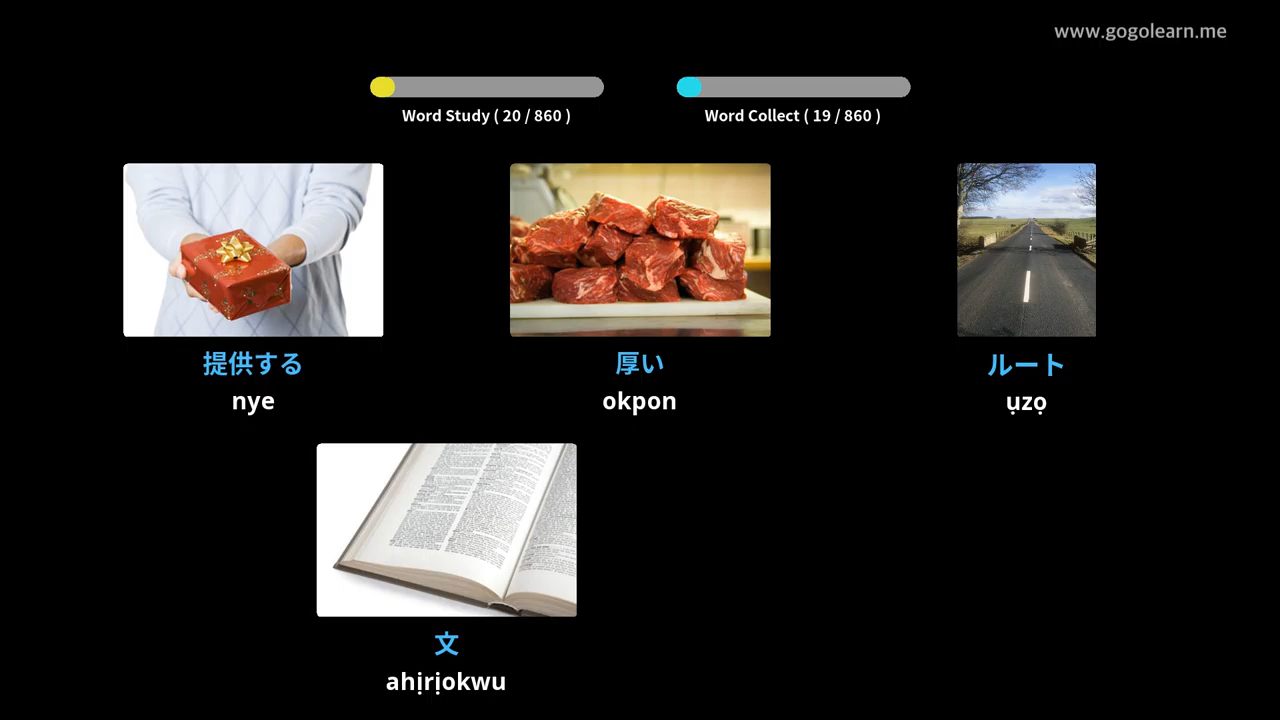 www.gogolearn.me
Word Study ( 20 / 860 )
Word Collect ( 19 / 860 )
提供する
nye
厚い
okpon
ルート
ụzọ
文
ahịrịokwu